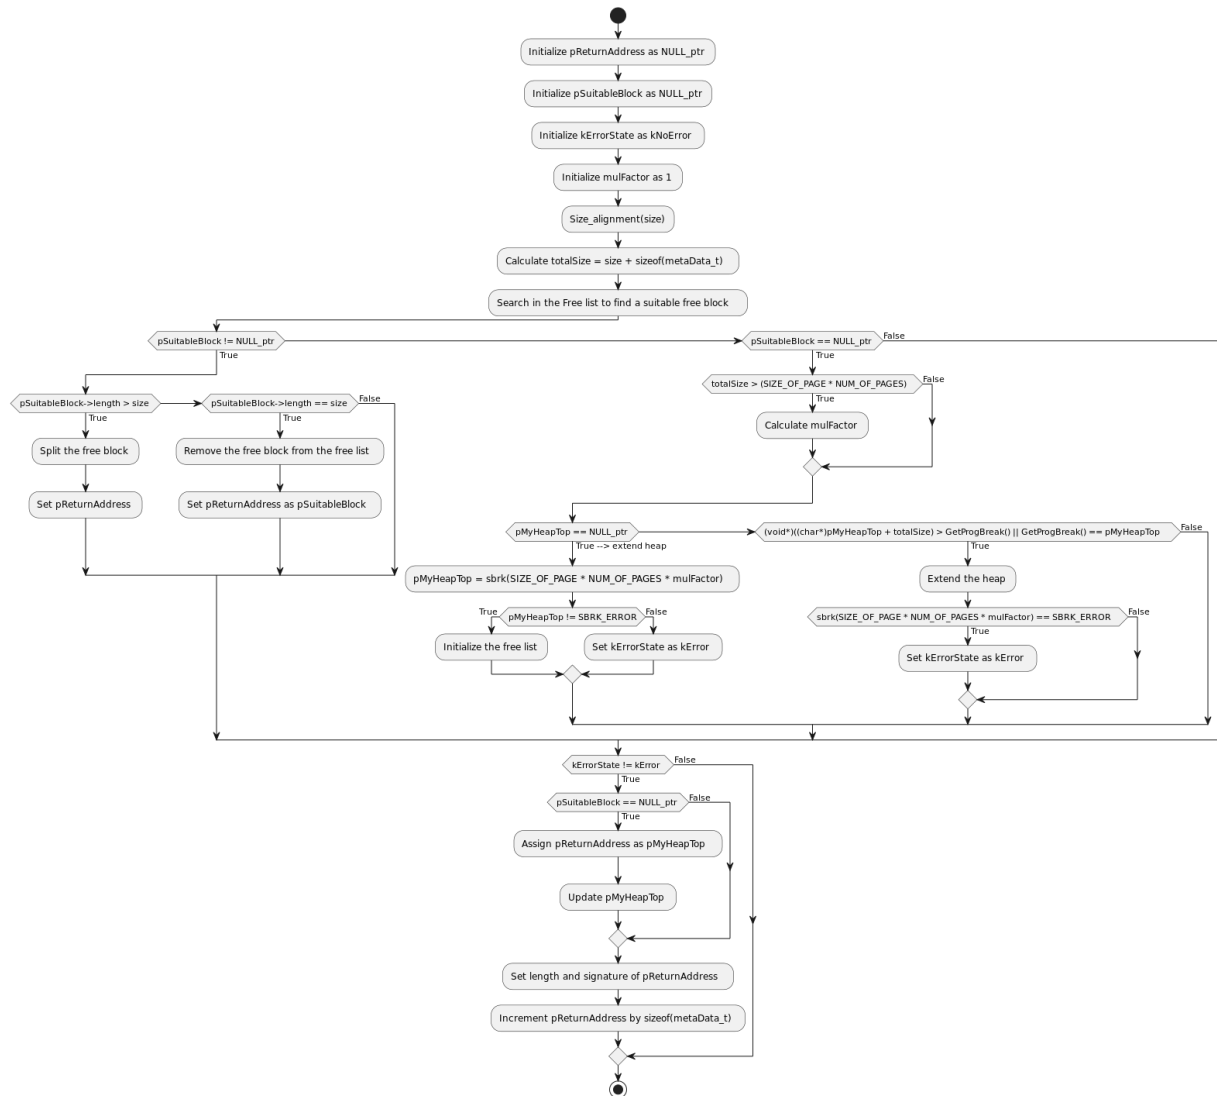 Initialize pReturnAddress as NULL_ptr
Initialize pSuitableBlock as NULL_ptr
Initialize kErrorState as kNoError
Initialize mulFactor as 1
Size_alignment(size)
Calculate totalSize = size + sizeof(metaData_t)
Search in the Free list to find a suitable free block
pSuitableBlock != NULL_ptr
True
pSuitableBlock == NULL_ptr
False
True
pSuitableBlock->length > size
True
pSuitableBlock->length == size
False
True
Split the free block
Remove the free block from the free list
Set pReturnAddress
Set pReturnAddress as pSuitableBlock
totalSize > (SIZE_OF_PAGE * NUM_OF_PAGES)
False
True
Calculate mulFactor
pMyHeapTop == NULL_ptr
True --> extend heap
(void*)((char*)pMyHeapTop + totalSize) > GetProgBreak() || GetProgBreak() == pMyHeapTop
False
True
pMyHeapTop = sbrk(SIZE_OF_PAGE * NUM_OF_PAGES * mulFactor)
Extend the heap
True
pMyHeapTop != SBRK_ERROR
False
sbrk(SIZE_OF_PAGE * NUM_OF_PAGES * mulFactor) == SBRK_ERROR
False
True
Initialize the free list
Set kErrorState as kError
Set kErrorState as kError
kErrorState != kError
False
True
pSuitableBlock == NULL_ptr
False
True
Assign pReturnAddress as pMyHeapTop
Update pMyHeapTop
Set length and signature of pReturnAddress
Increment pReturnAddress by sizeof(metaData_t)